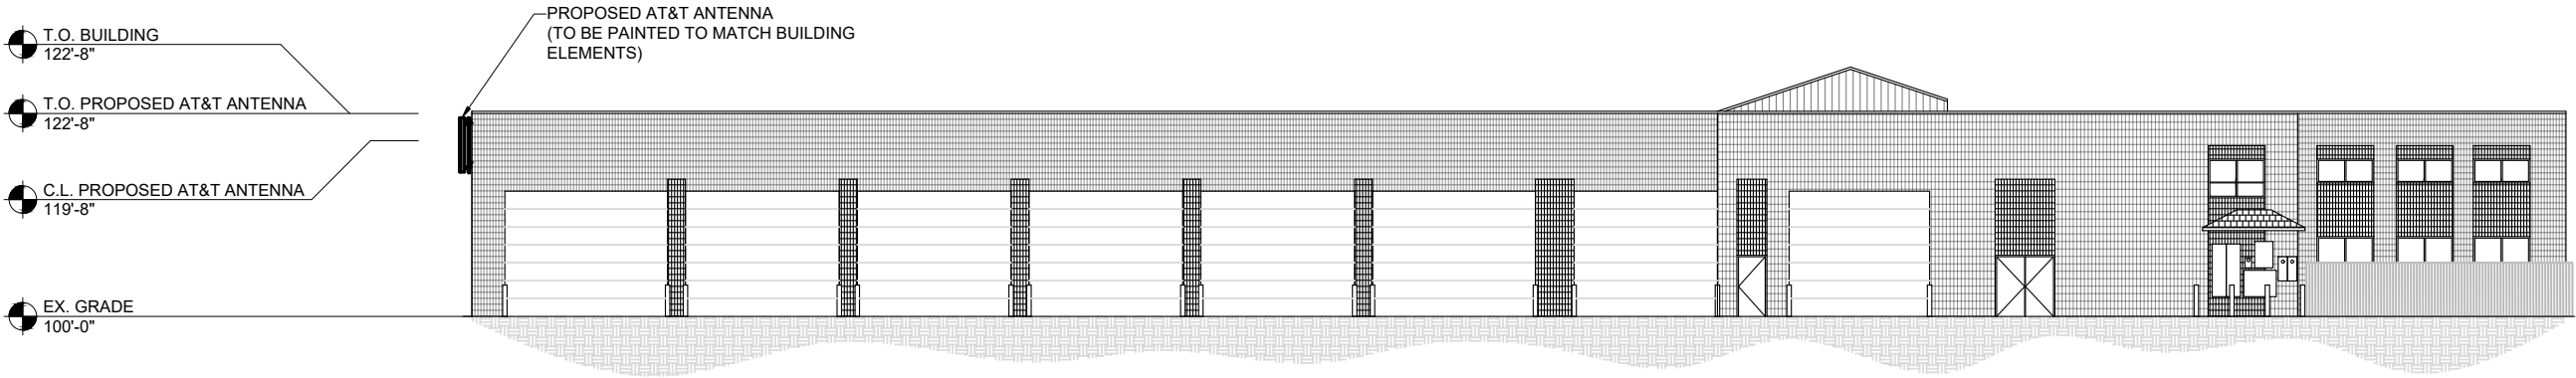 PROPOSED AT&T ANTENNA
(TO BE PAINTED TO MATCH BUILDING
ELEMENTS)
T.O. BUILDING
122'-8"
T.O. PROPOSED AT&T ANTENNA
122'-8"
C.L. PROPOSED AT&T ANTENNA
119'-8"
EX. GRADE
100'-0"